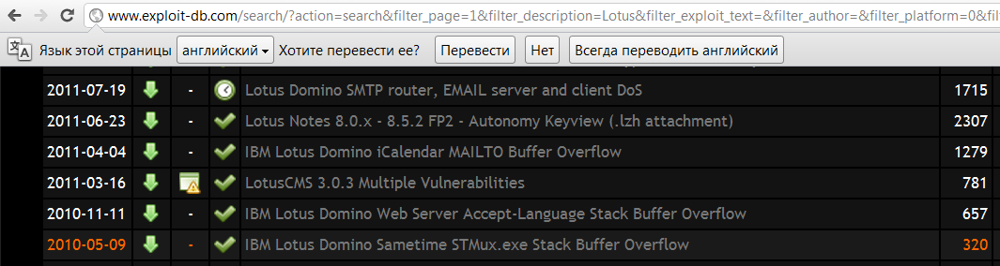 www.exploit-db.com/search/?action=search&filter_page=1&filter_description=Lotus&filter_exploit_text=&filter_author=&filter_platform=0&fil
Язык этой страницы английский Хотите перевести ее? Перевести Нет Всегда переводить английский
2011-07-19 - Lotus Domino SMTP router, EMAIL server and client DoS 1715
2011-06-23 - Lotus Notes 8.0.x - 8.5.2 FP2 - Autonomy Keyview (.lzh attachment) 2307
2011-04-04 - IBM Lotus Domino iCalendar MAILTO Buffer Overflow 1279
2011-03-16 LotusCMS 3.0.3 Multiple Vulnerabilities 781
2010-11-11 - IBM Lotus Domino Web Server Accept-Language Stack Buffer Overflow 657
2010-05-09 - IBM Lotus Domino Sametime STMux.exe Stack Buffer Overflow 320